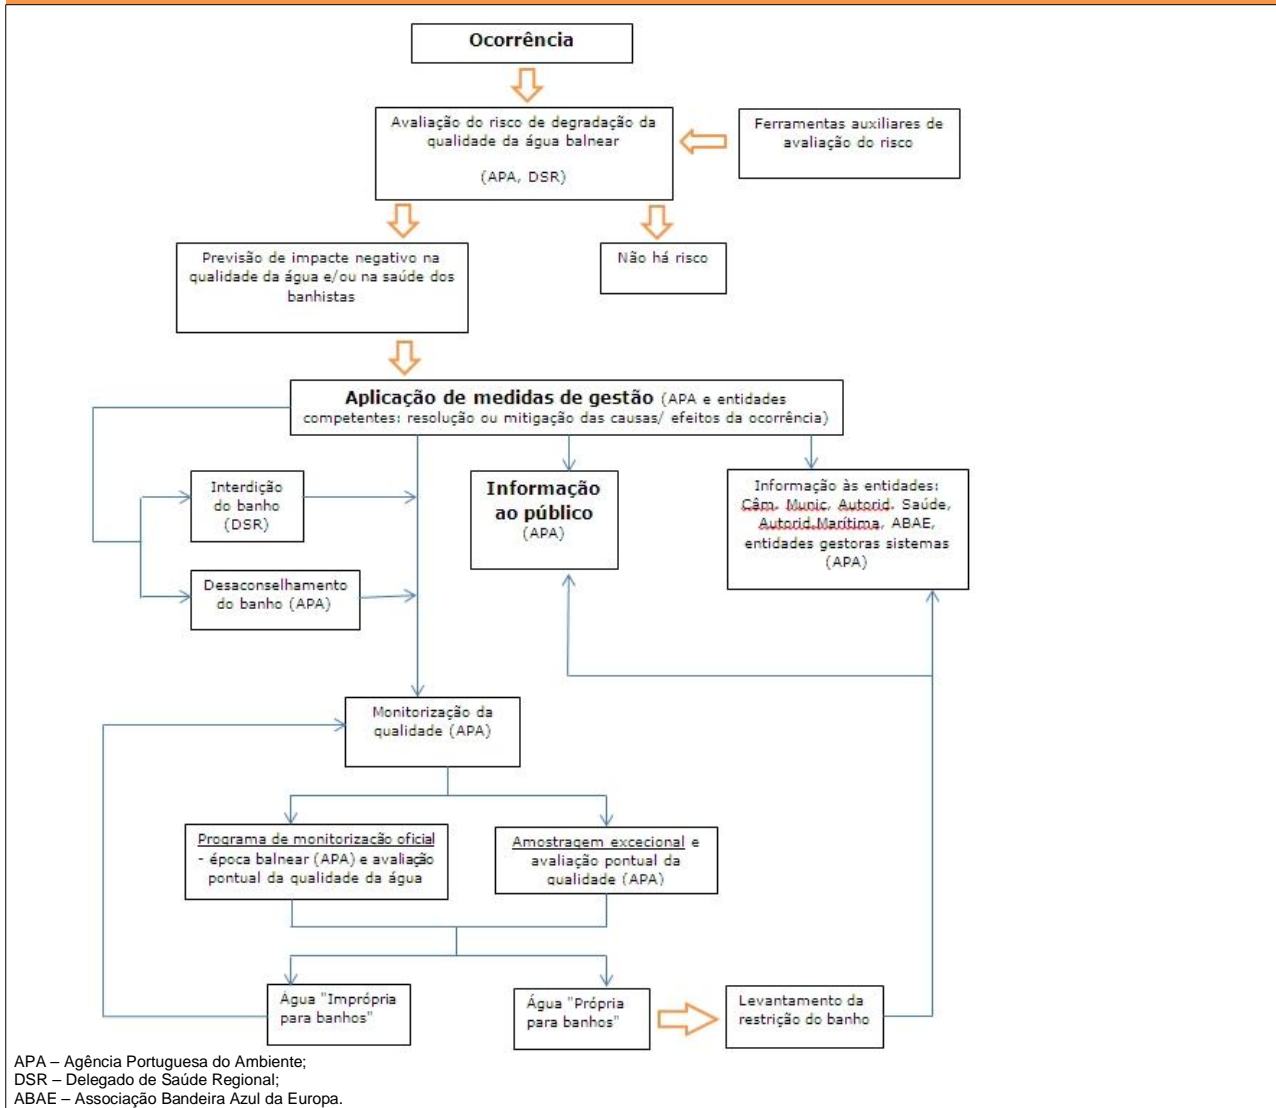 Ocorrência
Avaliação do risco de degradação da
qualidade da água balnear
(APA, DSR)
Ferramentas auxiliares de
avaliação do risco
Previsão de impacte negativo na
qualidade da água e/ou na saúde dos
banhistas
Não há risco
Aplicação de medidas de gestão (APA e entidades
competentes: resolução ou mitigação das causas/ efeitos da ocorrência)
Interdição
do banho
(DSR)
Informação
ao público
(APA)
Informação às entidades:
Câm. Munic, Autorid. Saúde,
Autorid.Marítima, ABAE,
entidades gestoras sistemas
(APA)
Desaconselhamento
do banho (APA)
Monitorização da
qualidade (APA)
Programa de monitorização oficial
- época balnear (APA) e avaliação
pontual da qualidade da água
Amostragem excecional e
avaliação pontual da
qualidade (APA)
Água "Imprópria
para banhos"
Água "Própria
para banhos"
Levantamento da
restrição do banho
APA – Agência Portuguesa do Ambiente;
DSR – Delegado de Saúde Regional;
ABAE – Associação Bandeira Azul da Europa.